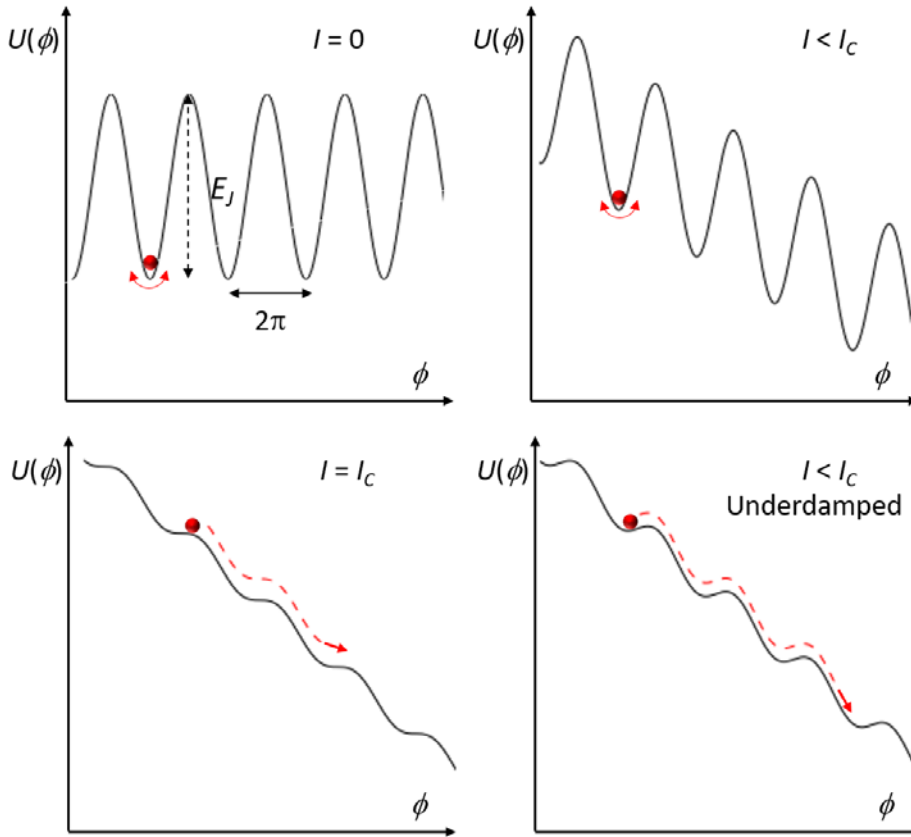 U(ϕ)
I = 0
E_J
2π
ϕ
U(ϕ)
I < I_C
ϕ
U(ϕ)
I = I_C
ϕ
U(ϕ)
I < I_C
Underdamped
ϕ